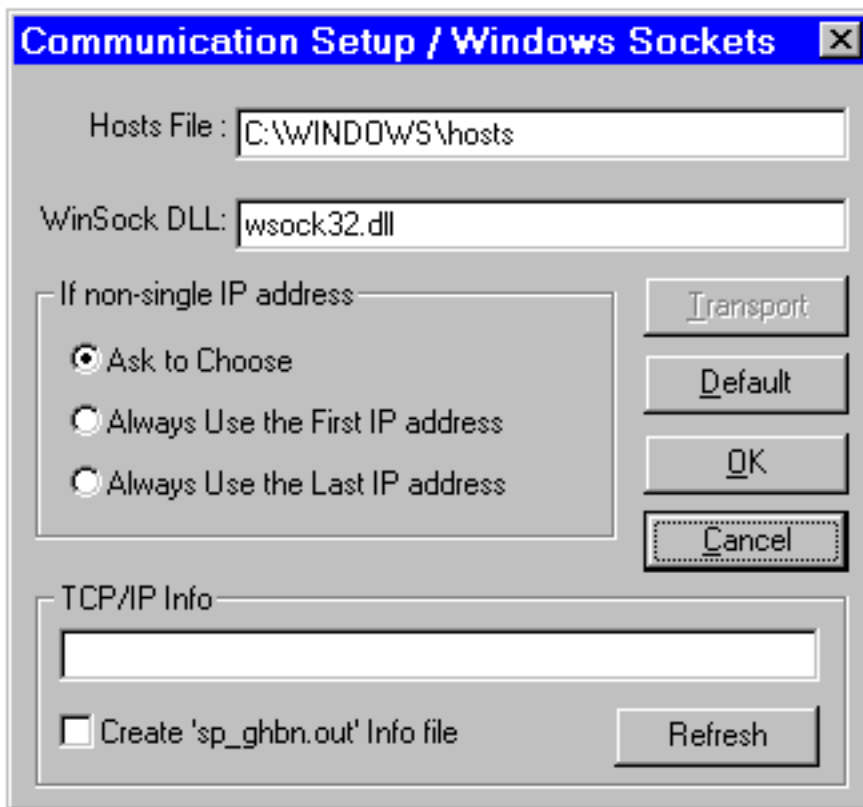 Communication Setup / Windows Sockets
Hosts File : C:\WINDOWS\hosts
WinSock DLL: wsock32.dll
If non-single IP address
Ask to Choose
Always Use the First IP address
Always Use the Last IP address
Transport
Default
OK
Cancel
TCP/IP Info
Create 'sp_ghbn.out' Info file
Refresh